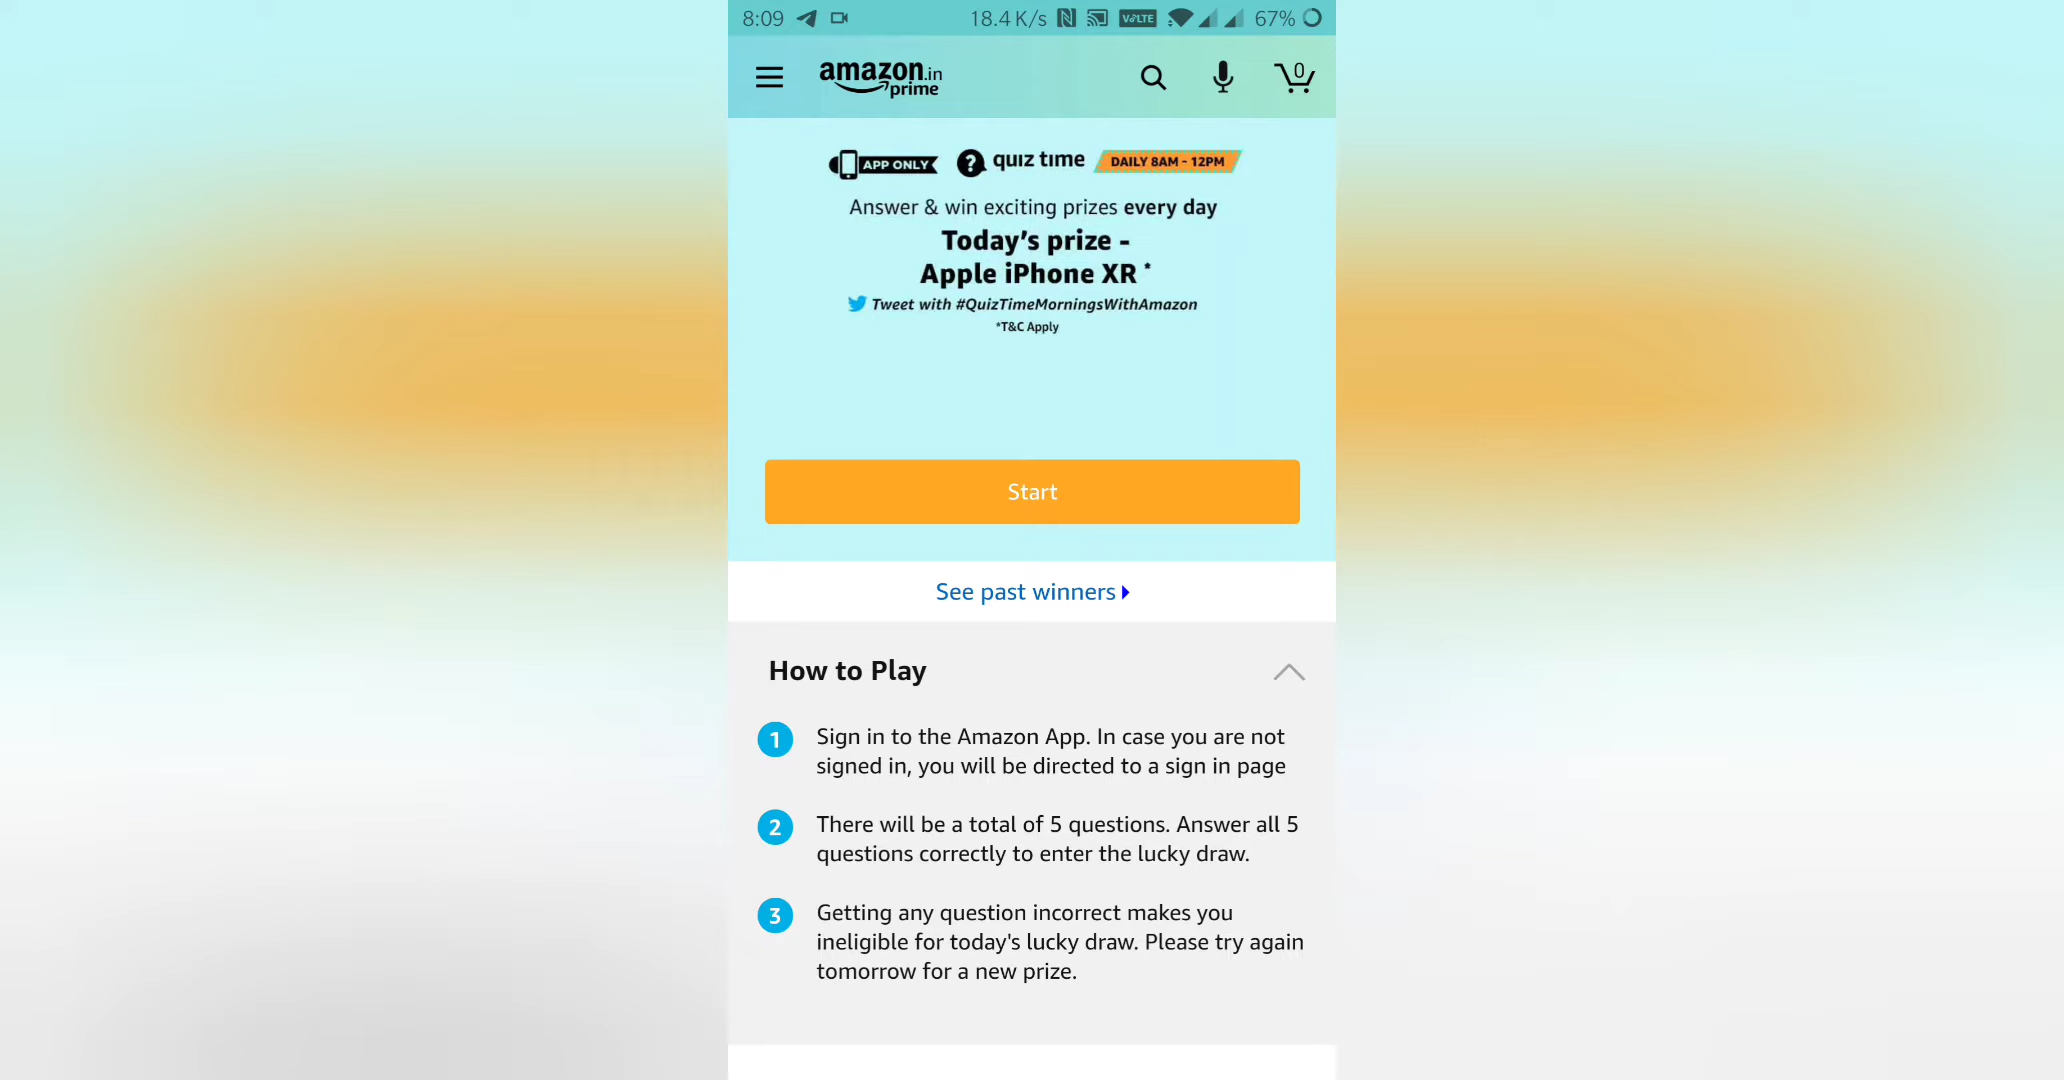 8:09 18.4 K/s VoLTE 67%
amazon.in
prime
0
APP ONLY ? quiz time DAILY 8AM - 12PM
Answer & win exciting prizes every day
Today's prize -
Apple iPhone XR *
Tweet with #QuizTimeMorningsWithAmazon
*T&C Apply
Start
See past winners
How to Play
1 Sign in to the Amazon App. In case you are not
signed in, you will be directed to a sign in page
2 There will be a total of 5 questions. Answer all 5
questions correctly to enter the lucky draw.
3 Getting any question incorrect makes you
ineligible for today's lucky draw. Please try again
tomorrow for a new prize.